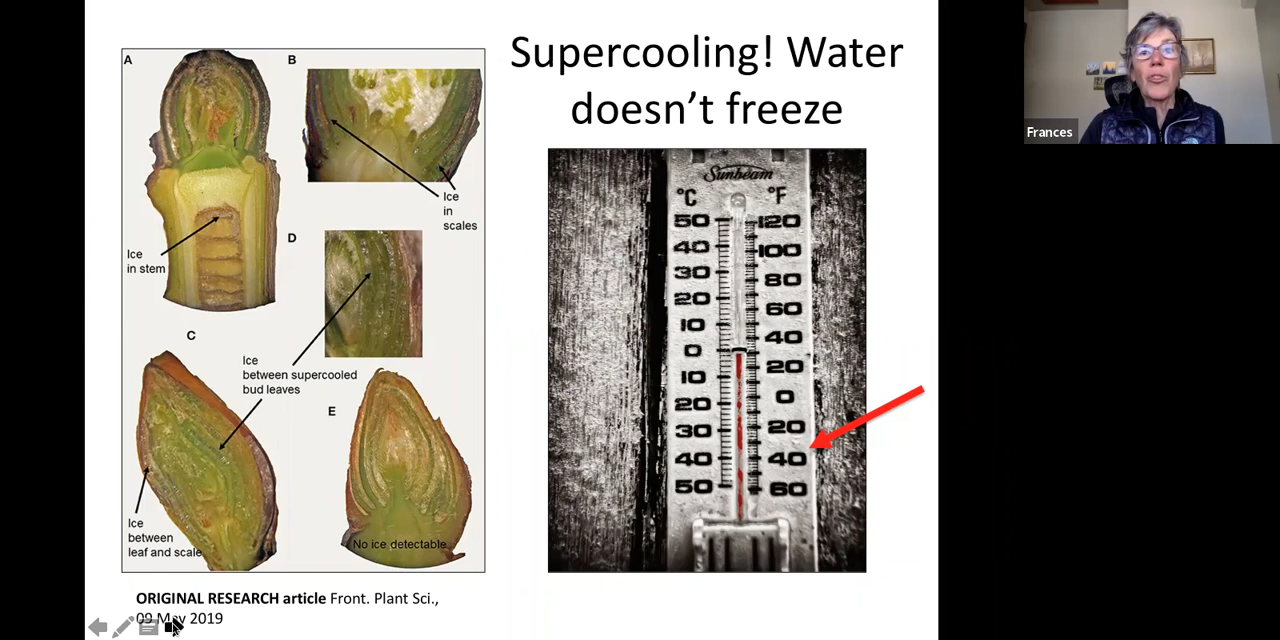 Supercooling! Water
doesn’t freeze
A
B
Ice
in
scales
Ice
in stem
D
C
Ice
between supercooled
bud leaves
E
Ice
between
leaf and scale
No ice detectable
Sunbeam
°C °F
50 120
40 100
30 80
20 60
10 40
0 20
10 0
20 20
30 40
40 60
50
ORIGINAL RESEARCH article Front. Plant Sci.,
09 May 2019
Frances